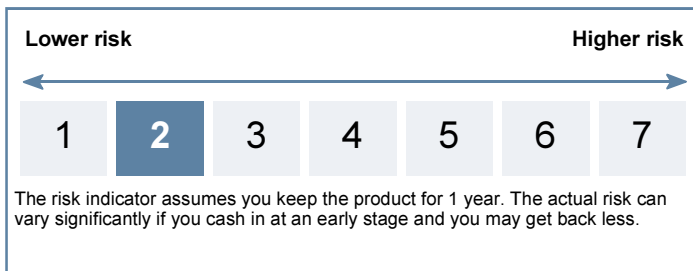 Lower risk Higher risk
1 2 3 4 5 6 7
The risk indicator assumes you keep the product for 1 year. The actual risk can
vary significantly if you cash in at an early stage and you may get back less.